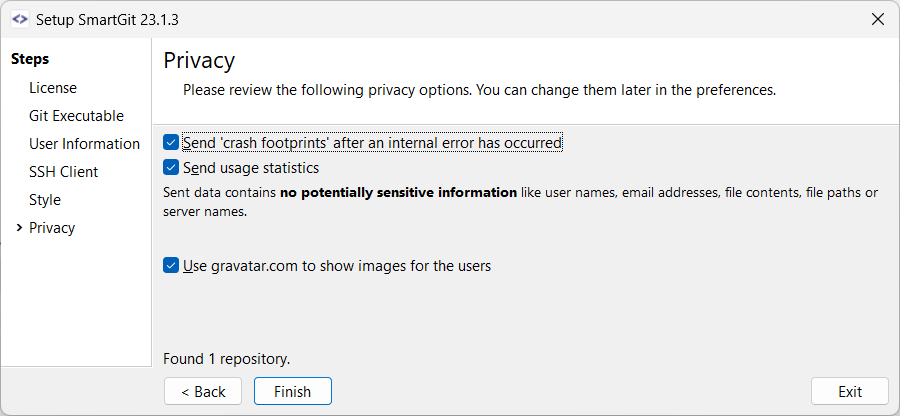 Setup SmartGit 23.1.3
Steps
License
Git Executable
User Information
SSH Client
Style
Privacy
Privacy
Please review the following privacy options. You can change them later in the preferences.
Send 'crash footprints' after an internal error has occurred
Send usage statistics
Sent data contains no potentially sensitive information like user names, email addresses, file contents, file paths or
server names.
Use gravatar.com to show images for the users
Found 1 repository.
< Back
Finish
Exit